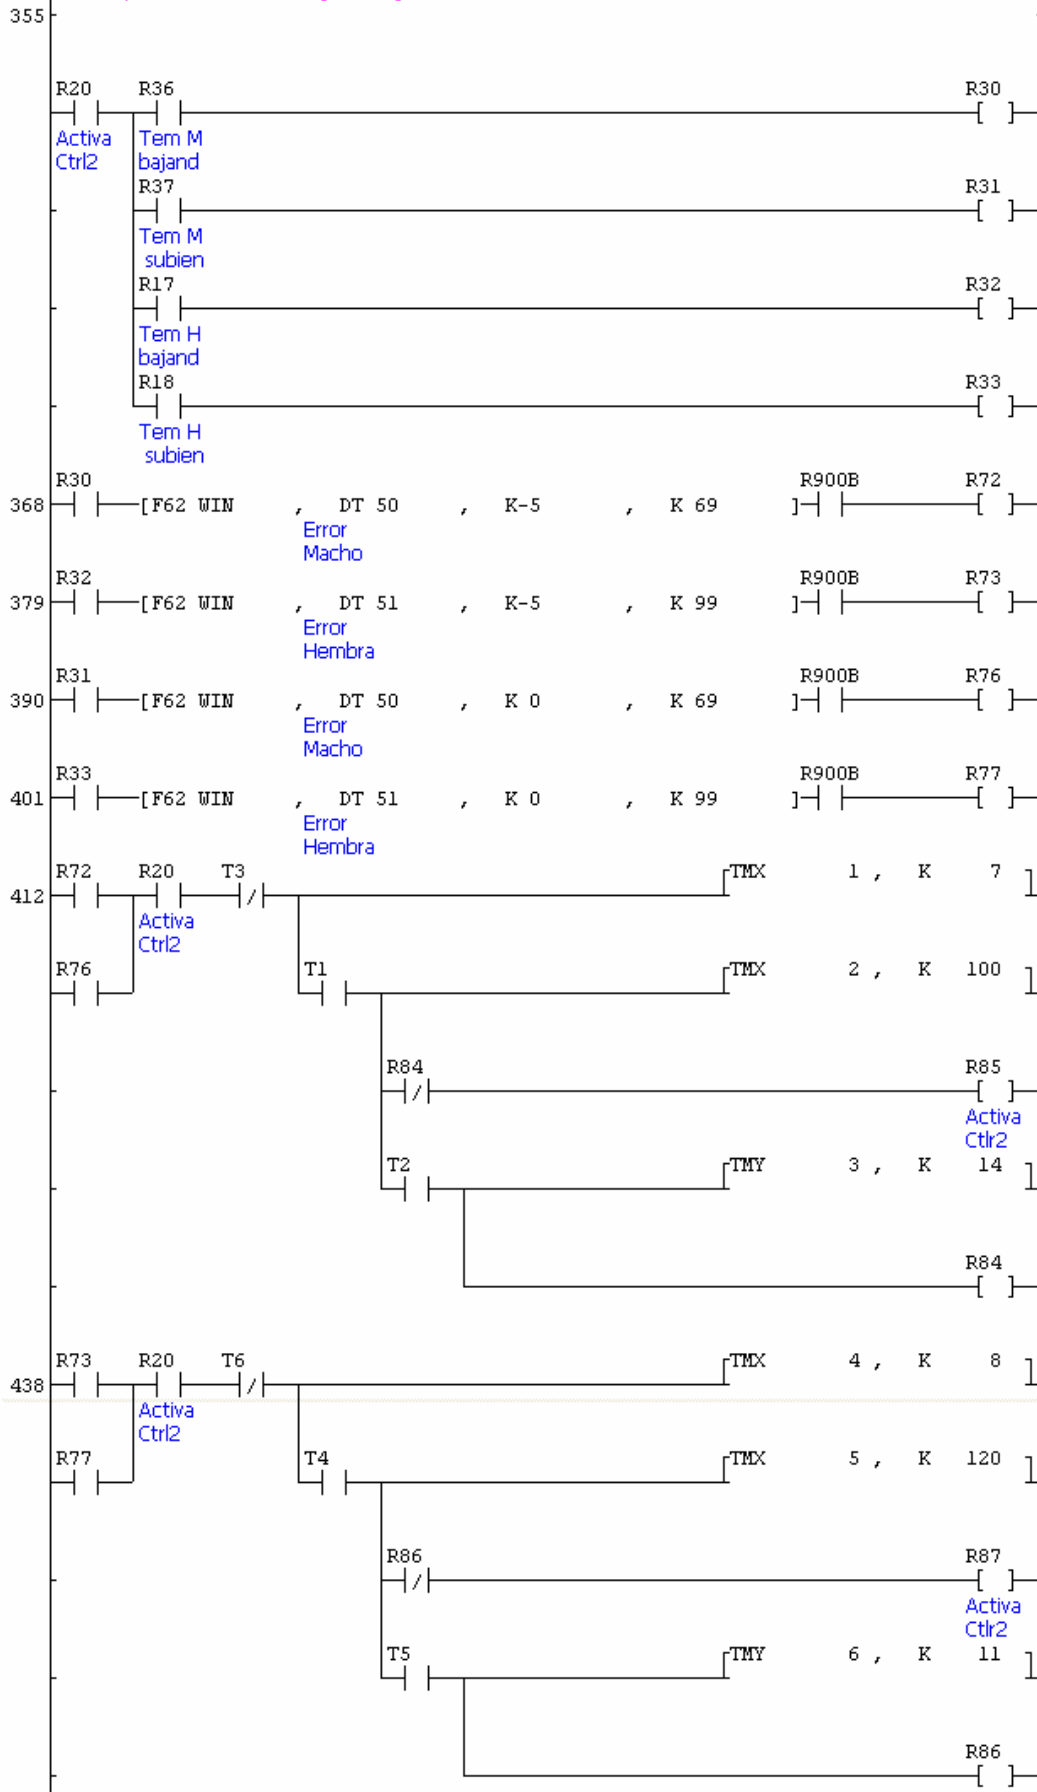 355
R20 R36 R30
Activa Tem M
Ctrl2 bajand
R37 R31
Tem M
subien
R17 R32
Tem H
bajand
R18 R33
Tem H
subien
R30 R900B R72
368 [F62 WIN , DT 50 , K-5 , K 69 ] [ ]
Error
Macho
R32 R900B R73
379 [F62 WIN , DT 51 , K-5 , K 99 ] [ ]
Error
Hembra
R31 R900B R76
390 [F62 WIN , DT 50 , K 0 , K 69 ] [ ]
Error
Macho
R33 R900B R77
401 [F62 WIN , DT 51 , K 0 , K 99 ] [ ]
Error
Hembra
R72 R20 T3 TMX 1 , K 7
412
Activa
Ctrl2
R76 T1 TMX 2 , K 100
R84 R85
Activa
Ctlr2
T2 TMY 3 , K 14
R84
R73 R20 T6 TMX 4 , K 8
438
Activa
Ctrl2
R77 T4 TMX 5 , K 120
R86 R87
Activa
Ctlr2
T5 TMY 6 , K 11
R86